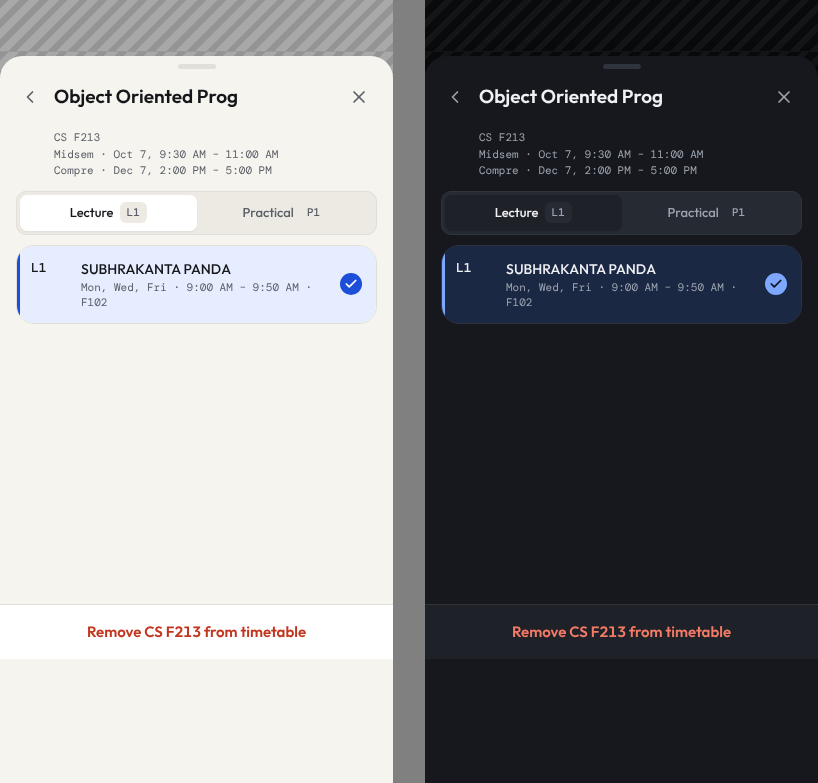 Object Oriented Prog
CS F213
Midsem · Oct 7, 9:30 AM – 11:00 AM
Compre · Dec 7, 2:00 PM – 5:00 PM
Lecture L1 Practical P1
L1 SUBHRAKANTA PANDA
Mon, Wed, Fri · 9:00 AM – 9:50 AM ·
F102
Remove CS F213 from timetable
Object Oriented Prog
CS F213
Midsem · Oct 7, 9:30 AM – 11:00 AM
Compre · Dec 7, 2:00 PM – 5:00 PM
Lecture L1 Practical P1
L1 SUBHRAKANTA PANDA
Mon, Wed, Fri · 9:00 AM – 9:50 AM ·
F102
Remove CS F213 from timetable